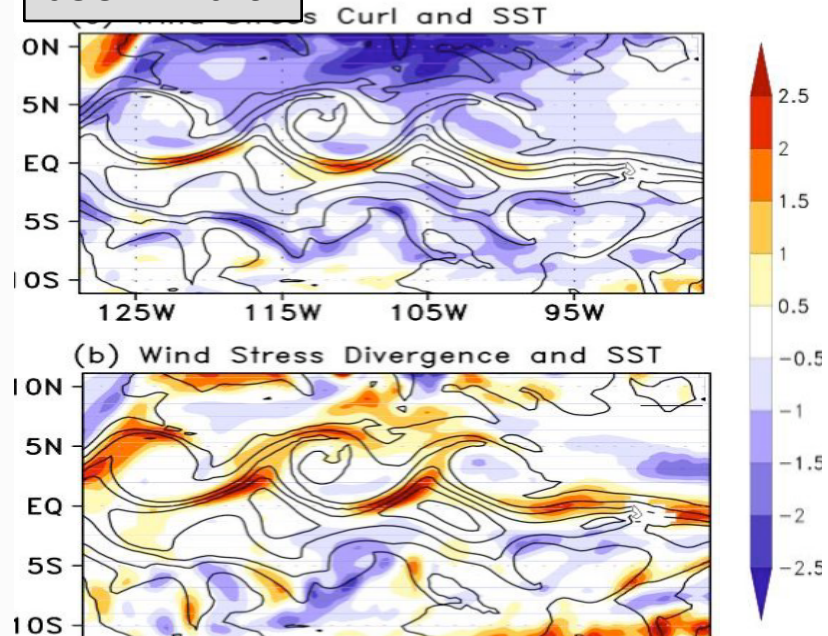 Wind Stress Curl and SST
0N
5N
EQ
5S
0S
125W 115W 105W 95W
(b) Wind Stress Divergence and SST
10N
5N
EQ
5S
10S
2.5
2
1.5
1
0.5
-0.5
-1
-1.5
-2
-2.5